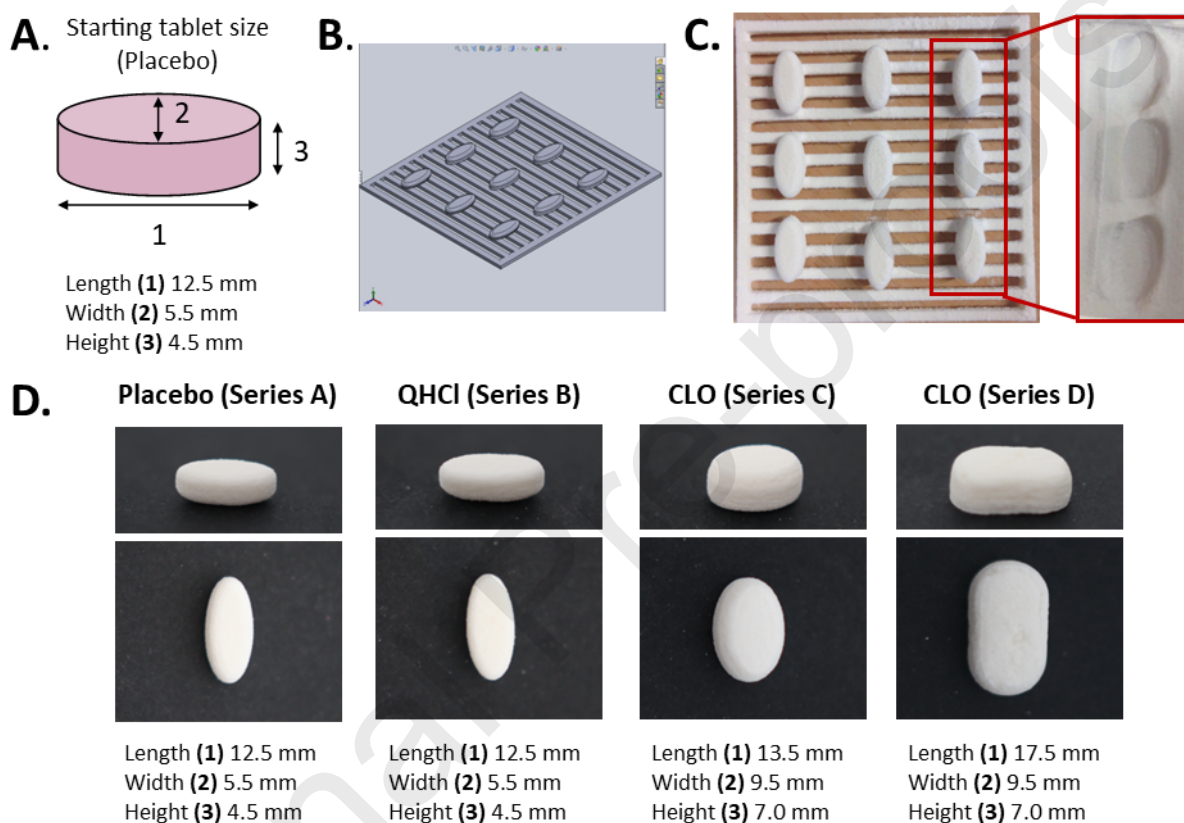 A.
Starting tablet size
(Placebo)
2
3
1
Length (1) 12.5 mm
Width (2) 5.5 mm
Height (3) 4.5 mm
B.
C.
D.
Placebo (Series A)
QHCl (Series B)
CLO (Series C)
CLO (Series D)
Length (1) 12.5 mm
Width (2) 5.5 mm
Height (3) 4.5 mm
Length (1) 12.5 mm
Width (2) 5.5 mm
Height (3) 4.5 mm
Length (1) 13.5 mm
Width (2) 9.5 mm
Height (3) 7.0 mm
Length (1) 17.5 mm
Width (2) 9.5 mm
Height (3) 7.0 mm